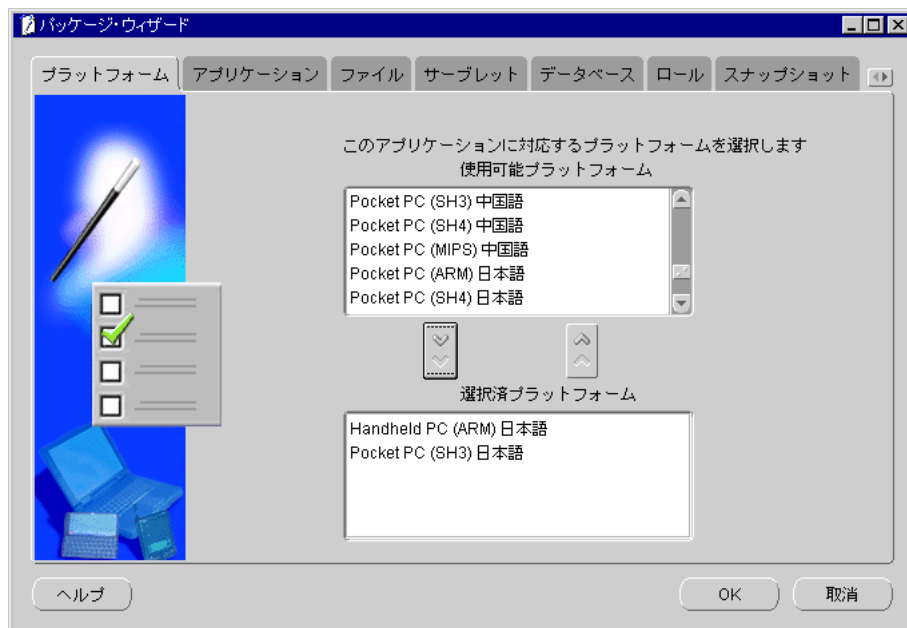 パッケージ・ウィザード
プラットフォーム アプリケーション ファイル サーブレット データベース ロール スナップショット
このアプリケーションに対応するプラットフォームを選択します
使用可能プラットフォーム
Pocket PC (SH3) 中国語
Pocket PC (SH4) 中国語
Pocket PC (MIPS) 中国語
Pocket PC (ARM) 日本語
Pocket PC (SH4) 日本語
選択済プラットフォーム
Handheld PC (ARM) 日本語
Pocket PC (SH3) 日本語
ヘルプ OK 取消